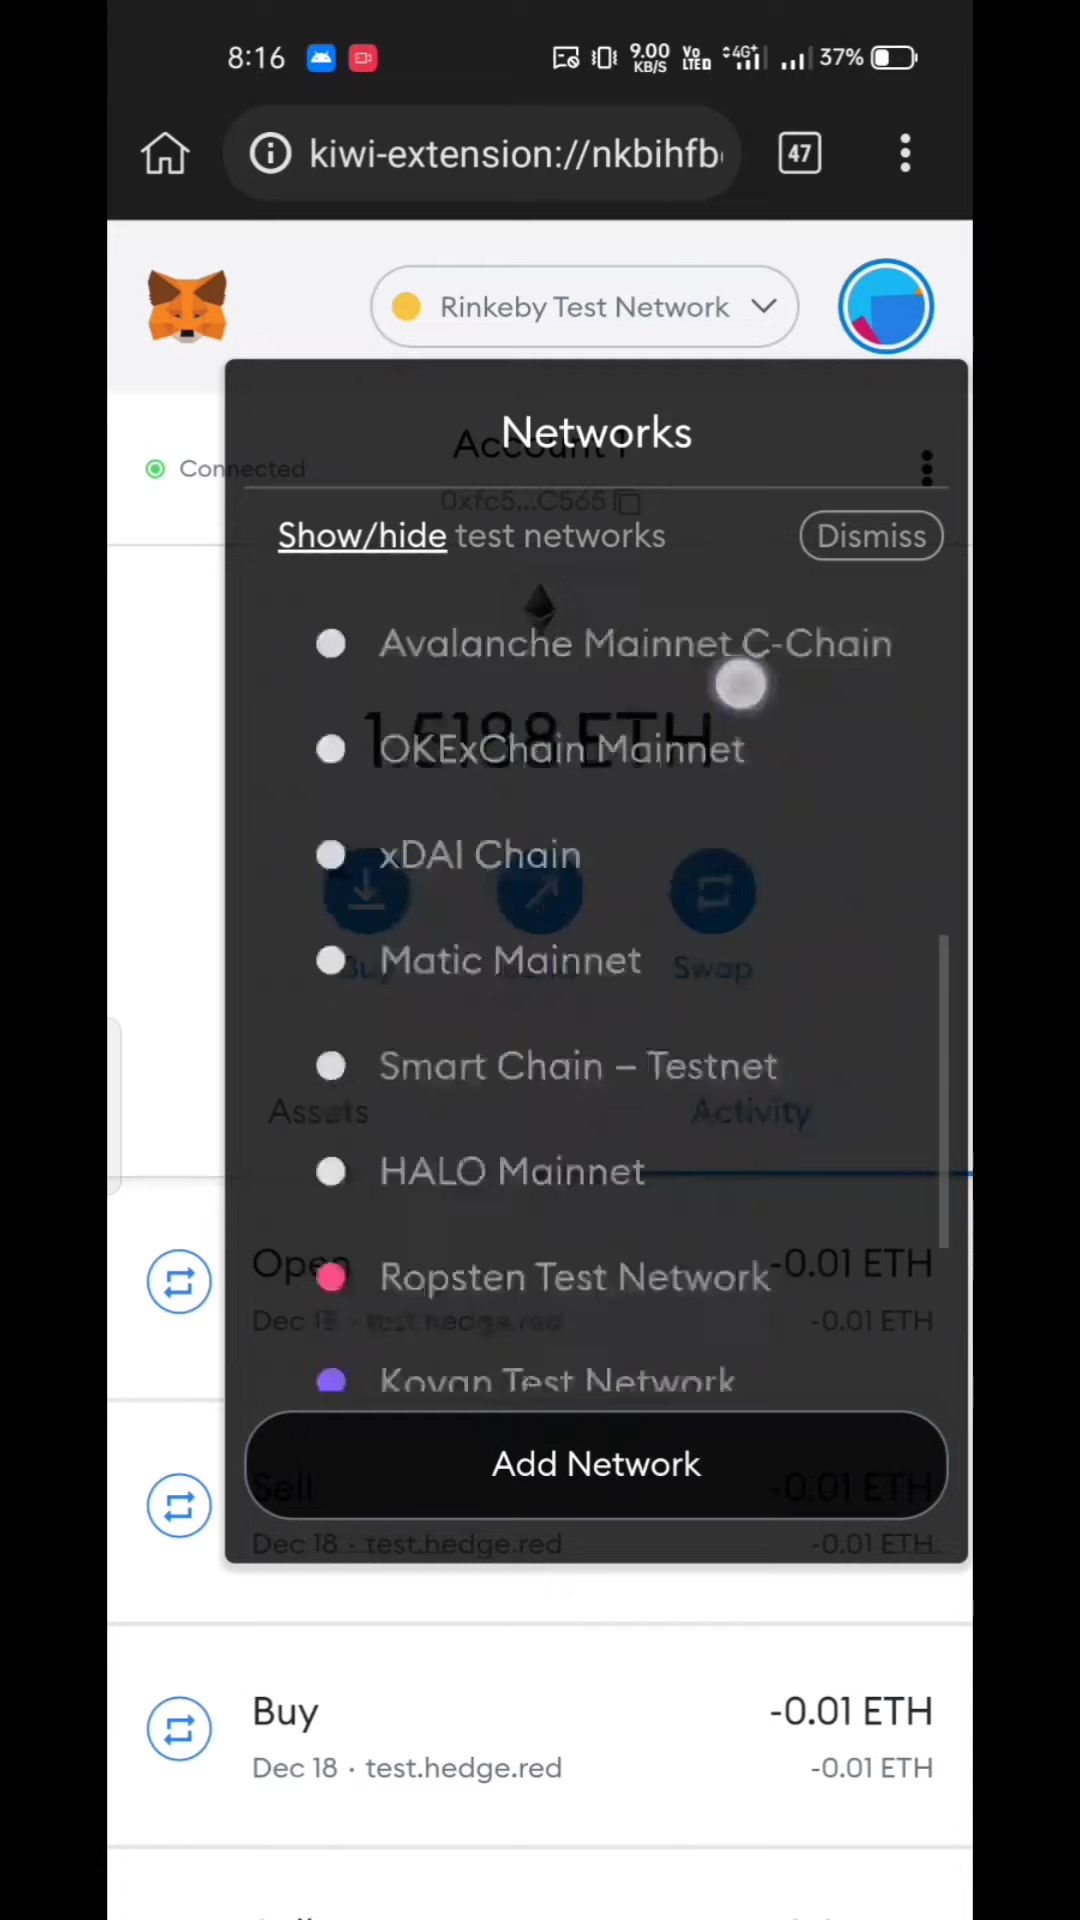 8:16
9.00 KB/S
Vo LTED
4G+
37%
kiwi-extension://nkbihfb
47
Rinkeby Test Network
Networks
Account 1
Connected
0xfc5...C565
Show/hide test networks
Dismiss
Avalanche Mainnet C-Chain
1.5188 ETH
OKExChain Mainnet
xDAI Chain
Matic Mainnet
Buy
Swap
Smart Chain – Testnet
Assets
Activity
HALO Mainnet
Open
-0.01 ETH
Ropsten Test Network
Dec 18 · test.hedge.red
-0.01 ETH
Kovan Test Network
Add Network
Sell
-0.01 ETH
Dec 18 · test.hedge.red
-0.01 ETH
Buy
-0.01 ETH
Dec 18 · test.hedge.red
-0.01 ETH